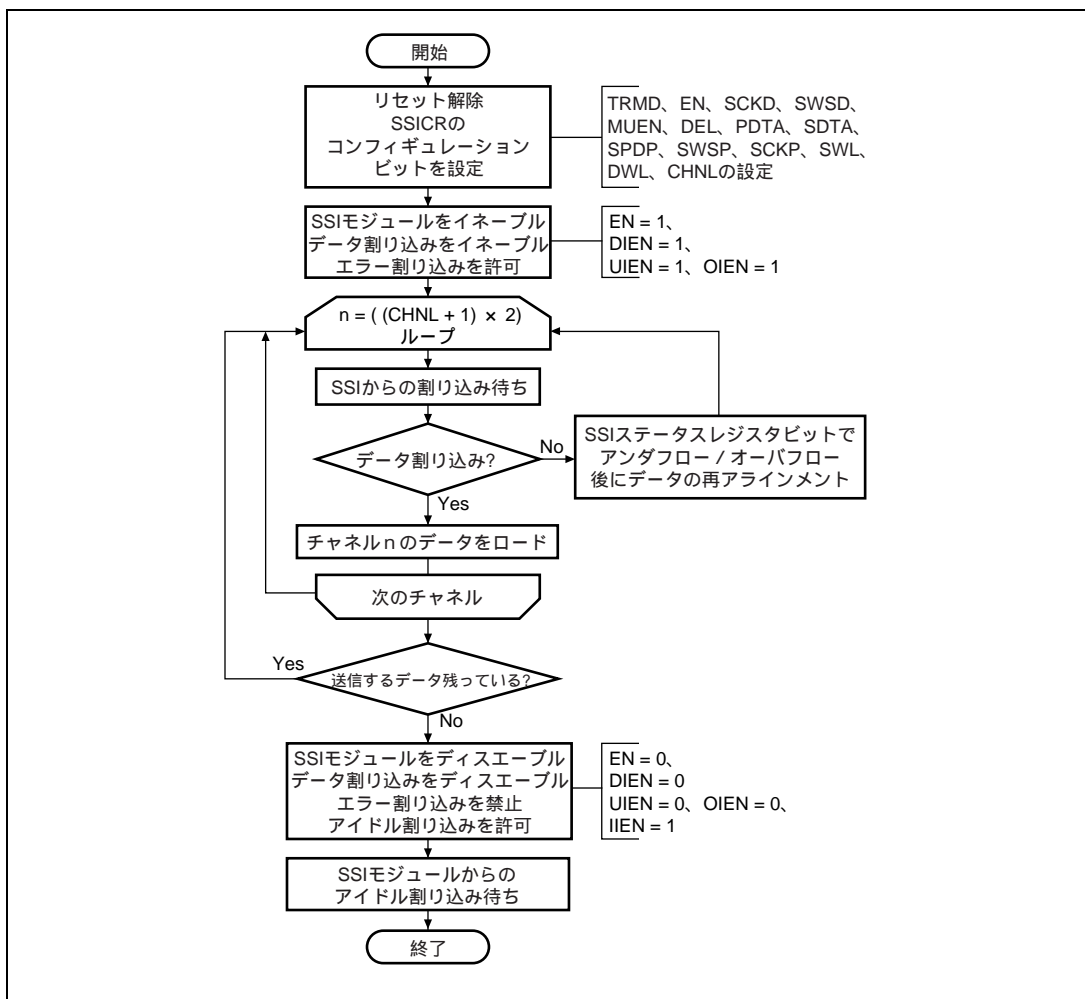 開始
リセット解除
SSICRの
コンフィギュレーション
ビットを設定
TRMD、EN、SCKD、SWSD、
MUEN、DEL、PDTA、SDTA、
SPDP、SWSP、SCKP、SWL、
DWL、CHNLの設定
SSIモジュールをイネーブル
データ割り込みをイネーブル
エラー割り込みを許可
EN = 1、
DIEN = 1、
UIEN = 1、OIEN = 1
n = ( (CHNL + 1) × 2)
ループ
SSIからの割り込み待ち
データ割り込み?
No
SSIステータスレジスタビットで
アンダフロー / オーバフロー
後にデータの再アラインメント
Yes
チャネル n のデータをロード
次のチャネル
Yes
送信するデータ残っている?
No
SSIモジュールをディスエーブル
データ割り込みをディスエーブル
エラー割り込みを禁止
アイドル割り込みを許可
EN = 0、
DIEN = 0
UIEN = 0、OIEN = 0、
IIEN = 1
SSIモジュールからの
アイドル割り込み待ち
終了